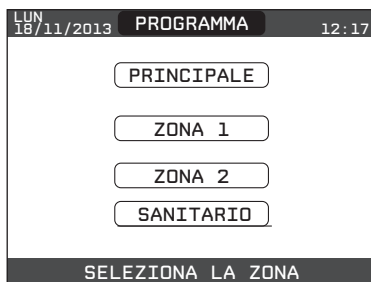 LUN
18/11/2013 PROGRAMMA 12:17
PRINCIPALE
ZONA 1
ZONA 2
SANITARIO
SELEZIONA LA ZONA